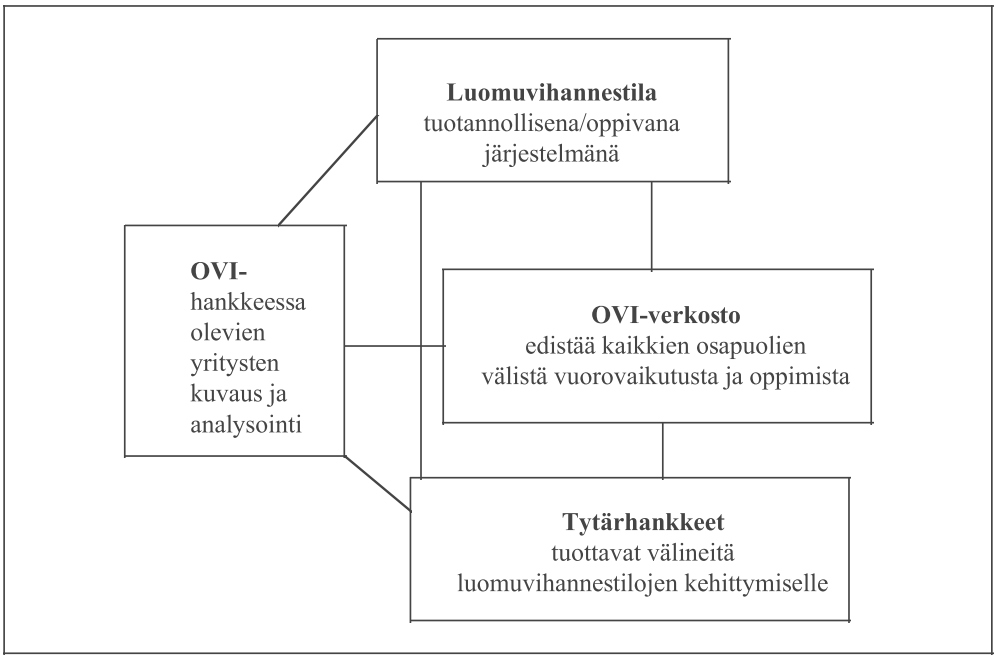 Luomuvihannestila
tuotannollisena/oppivana
järjestelmänä
OVI-
hankkeessa
olevien
yritysten
kuvaus ja
analysointi
OVI-verkosto
edistää kaikkien osapuolien
välistä vuorovaikutusta ja oppimista
Tytärhankkeet
tuottavat välineitä
luomuvihannestilojen kehittymiselle